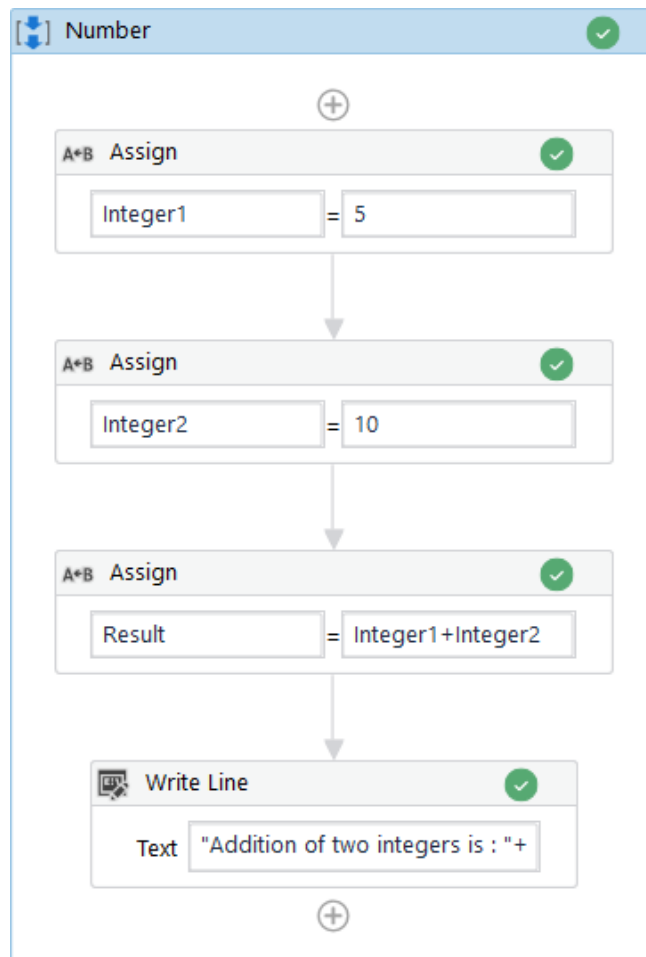 Number
A+B Assign
Integer1 = 5
A+B Assign
Integer2 = 10
A+B Assign
Result = Integer1+Integer2
Write Line
Text "Addition of two integers is : "+